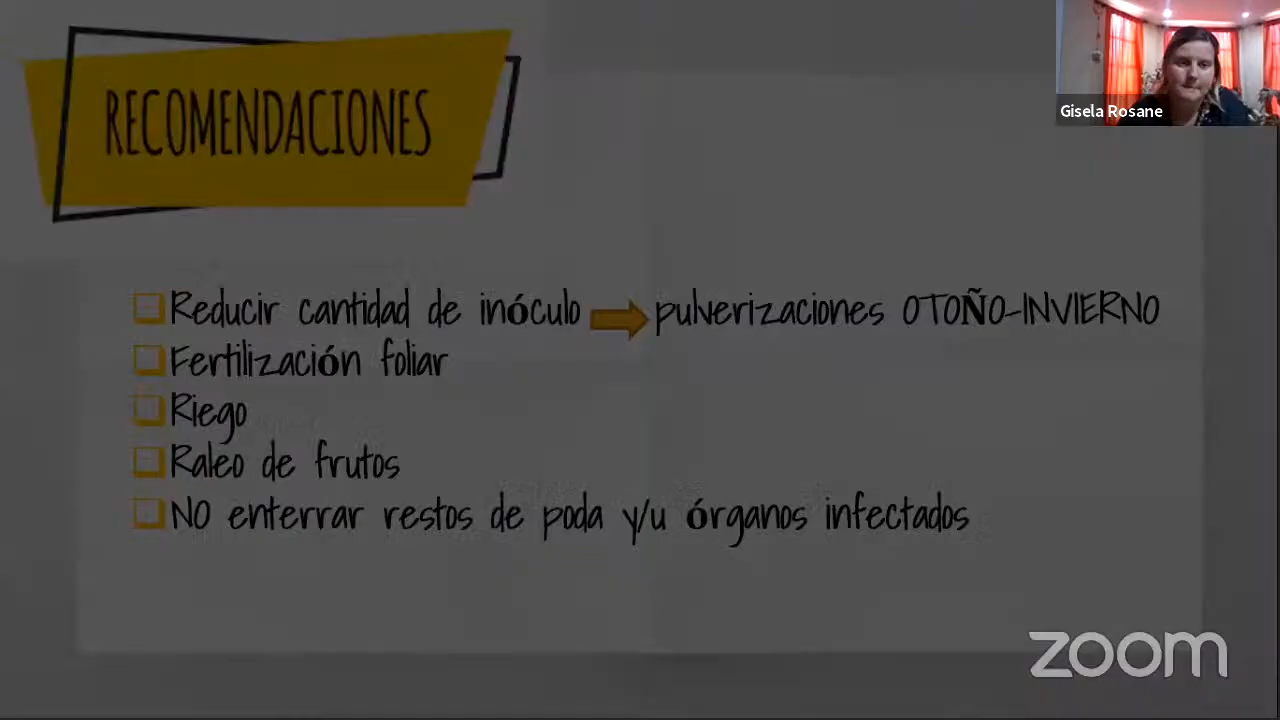 RECOMENDACIONES
Gisela Rosane
Reducir cantidad de inóculo pulverizaciones OTOÑO-INVIERNO
Fertilización foliar
Riego
Raleo de frutos
NO enterrar restos de poda y/u órganos infectados
zoom